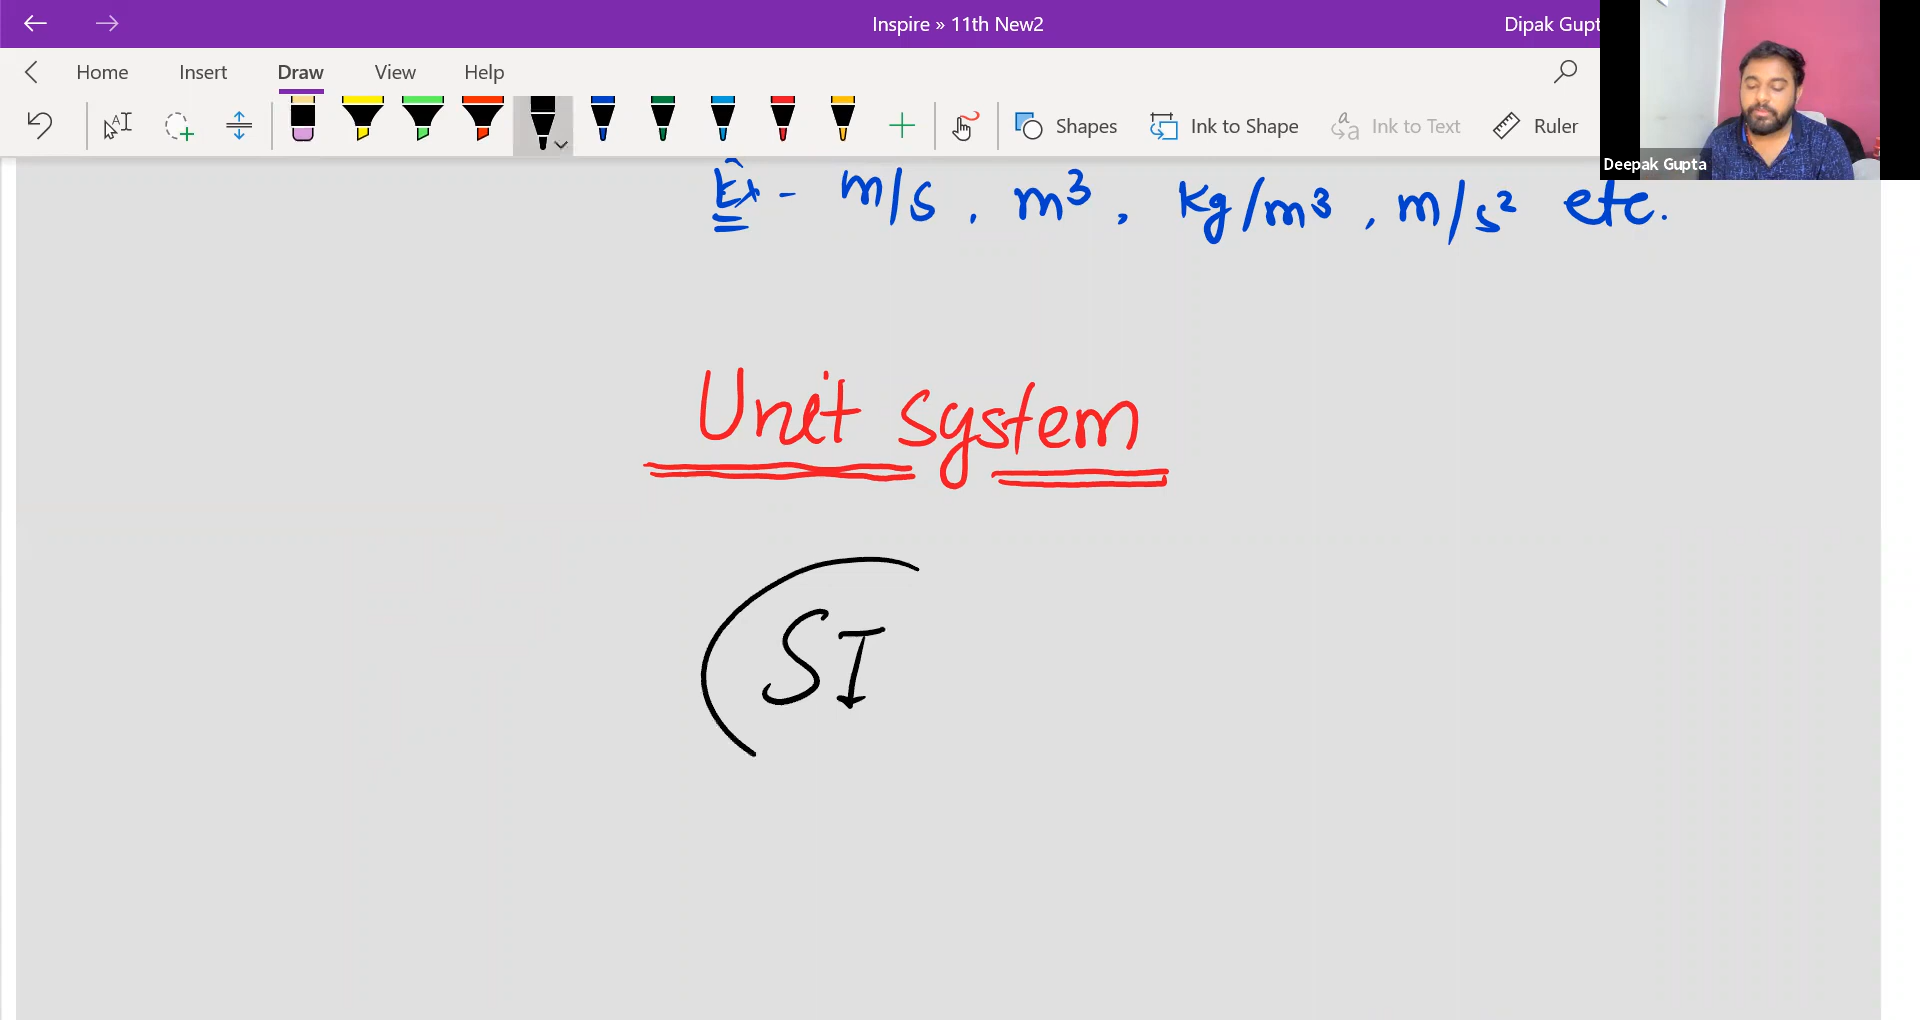 Inspire » 11th New2
Dipak Gupt
Home Insert Draw View Help
Shapes Ink to Shape Ink to Text Ruler
Deepak Gupta
Ex - m/s , m³ , kg/m³ , m/s² etc.
Unit system
SI